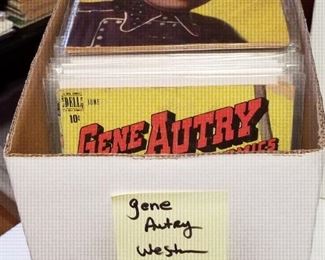 DELL
JUNE
10¢
GENE AUTRY
COMICS
gene
Autry
Western